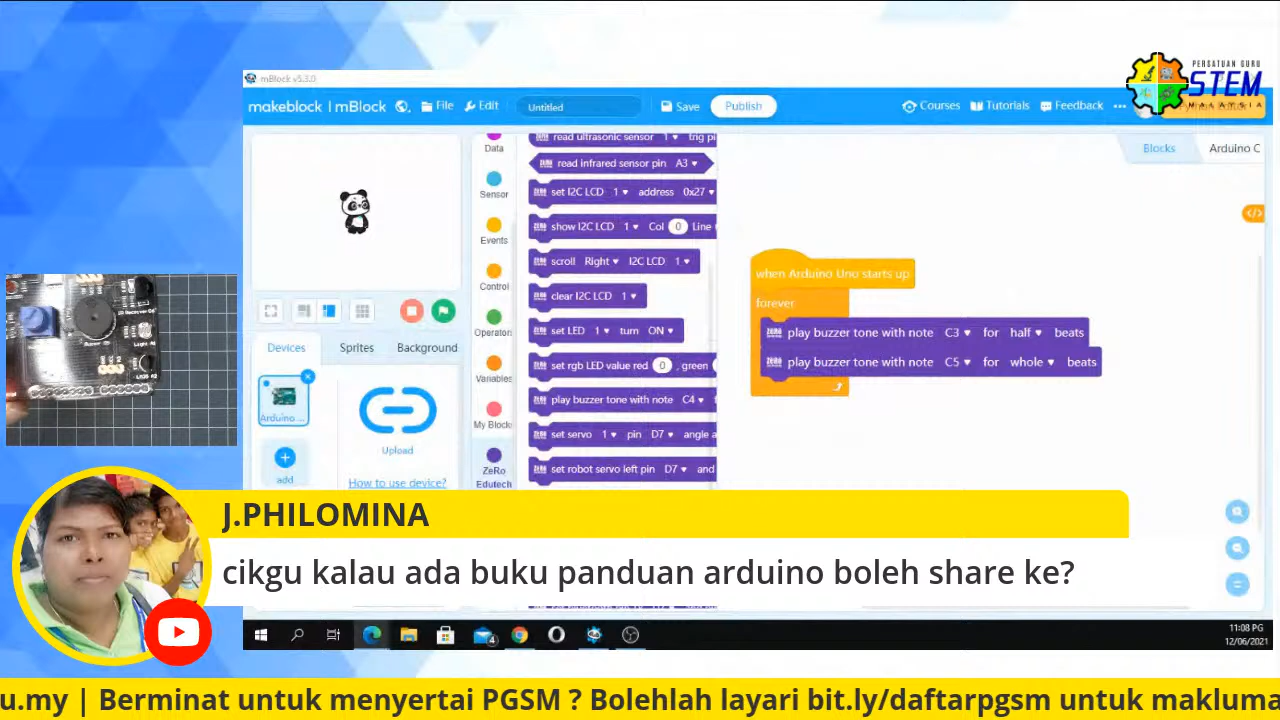 PERSATUAN GURU
STEM
MALAYSIA
mBlock v5.3.0
makeblock | mBlock
File
Edit
Untitled
Save
Publish
Courses
Tutorials
Feedback
Blocks
Arduino C
Data
Sensor
Events
Control
Operators
Variables
My Blocks
ZeRo
Edutech
read ultrasonic sensor 1 trig pi
read infrared sensor pin A3
set I2C LCD 1 address 0x27
show I2C LCD 1 Col 0 Line
scroll Right I2C LCD 1
clear I2C LCD 1
set LED 1 turn ON
set rgb LED value red 0 , green
play buzzer tone with note C4
set servo 1 pin D7 angle a
set robot servo left pin D7 and
when Arduino Uno starts up
forever
play buzzer tone with note C3 for half beats
play buzzer tone with note C5 for whole beats
Devices
Sprites
Background
Arduino ...
add
Upload
How to use device?
J.PHILOMINA
cikgu kalau ada buku panduan arduino boleh share ke?
4
11:08 PG
12/06/2021
u.my | Berminat untuk menyertai PGSM ? Bolehlah layari bit.ly/daftarpgsm untuk makluma